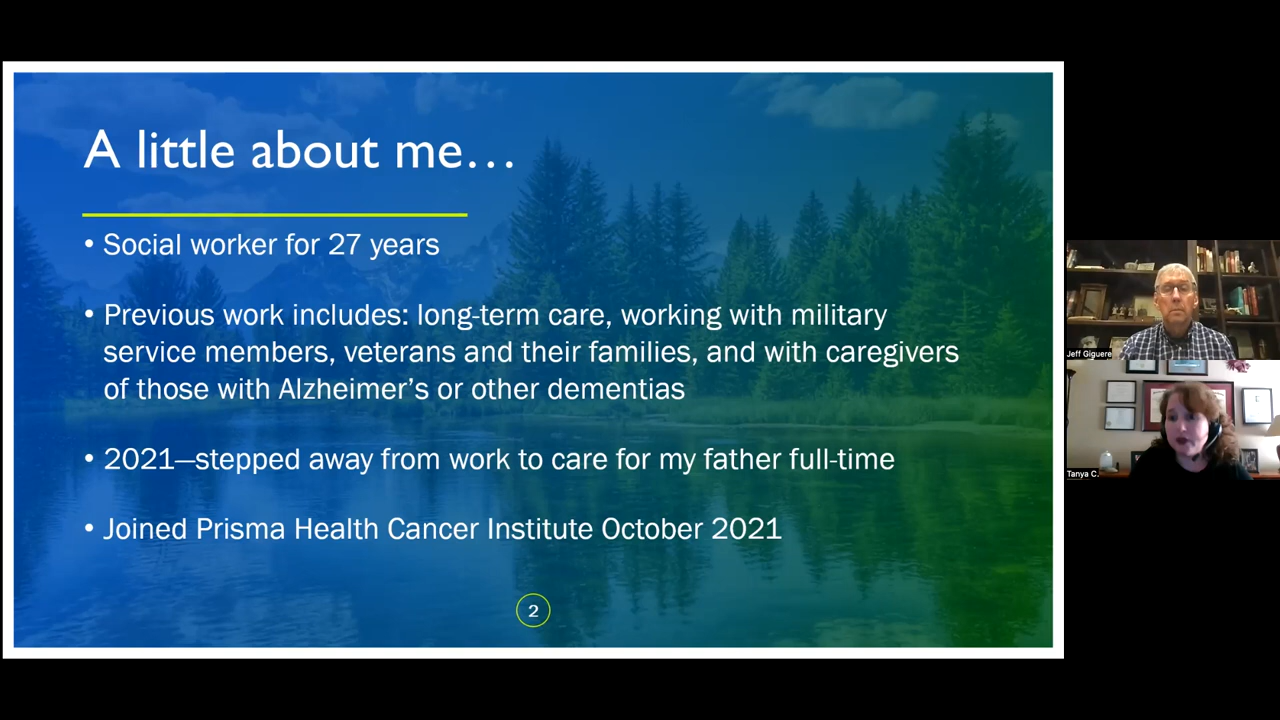 A little about me…
• Social worker for 27 years
• Previous work includes: long-term care, working with military
service members, veterans and their families, and with caregivers
of those with Alzheimer’s or other dementias
• 2021—stepped away from work to care for my father full-time
• Joined Prisma Health Cancer Institute October 2021
2
Jeff Giguere
Tanya C.